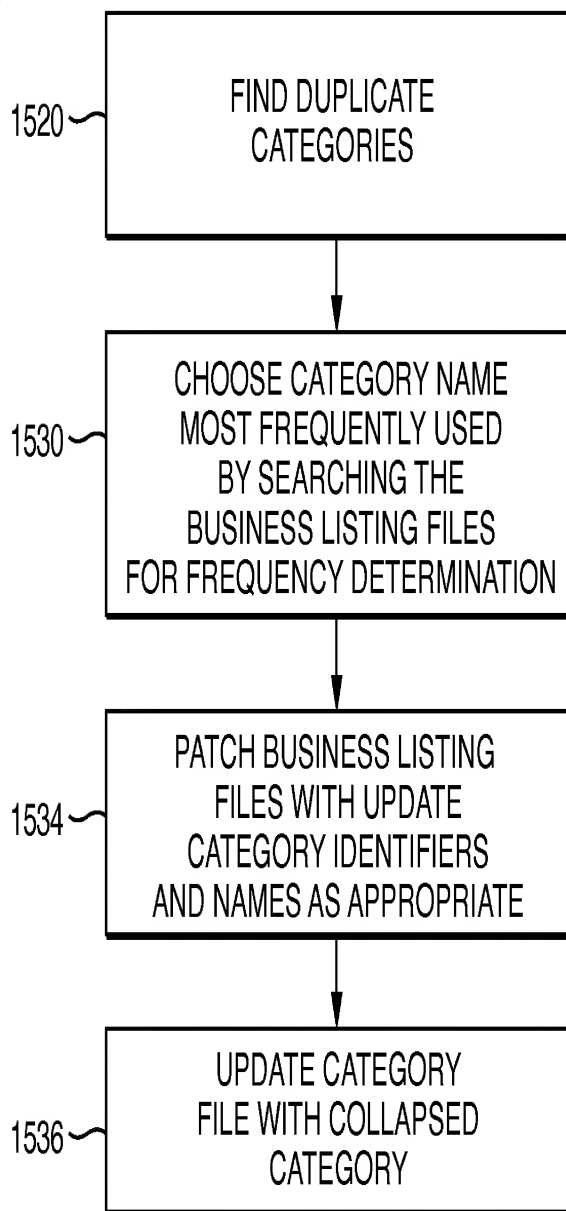 1520
FIND DUPLICATE
CATEGORIES
1530
CHOOSE CATEGORY NAME
MOST FREQUENTLY USED
BY SEARCHING THE
BUSINESS LISTING FILES
FOR FREQUENCY DETERMINATION
1534
PATCH BUSINESS LISTING
FILES WITH UPDATE
CATEGORY IDENTIFIERS
AND NAMES AS APPROPRIATE
1536
UPDATE CATEGORY
FILE WITH COLLAPSED
CATEGORY